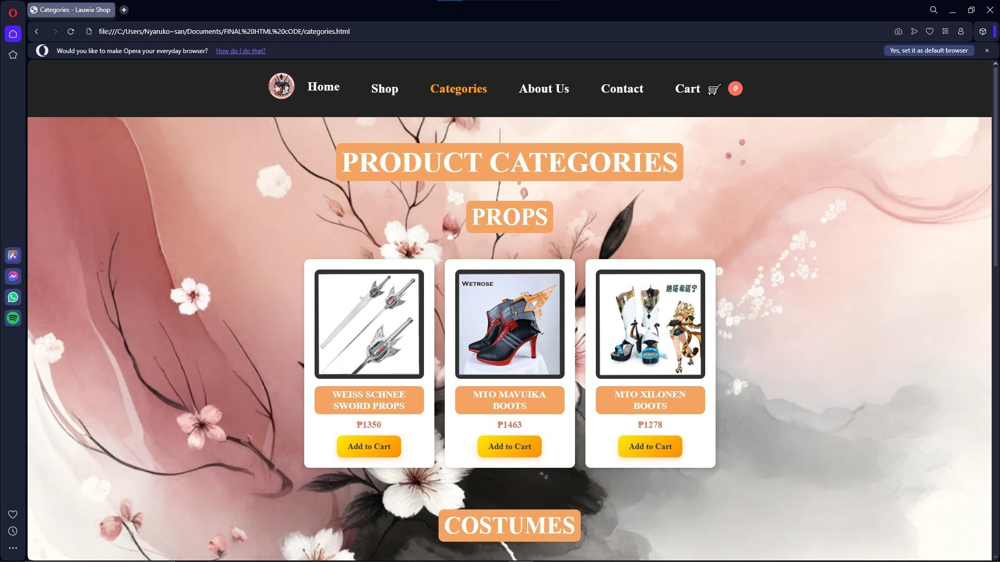 Categories - Lauwie Shop
file:///C:/Users/Nyaruko~san/Documents/FINAL%20HTML%20cODE/categories.html
Would you like to make Opera your everyday browser? How do I do that?
Yes, set it as default browser
Home
Shop
Categories
About Us
Contact
Cart
0
PRODUCT CATEGORIES
PROPS
WETROSE
纳塔希诺宁
WEISS SCHNEE
SWORD PROPS
₱1350
Add to Cart
MTO MAVUIKA
BOOTS
₱1463
Add to Cart
MTO XILONEN
BOOTS
₱1278
Add to Cart
COSTUMES